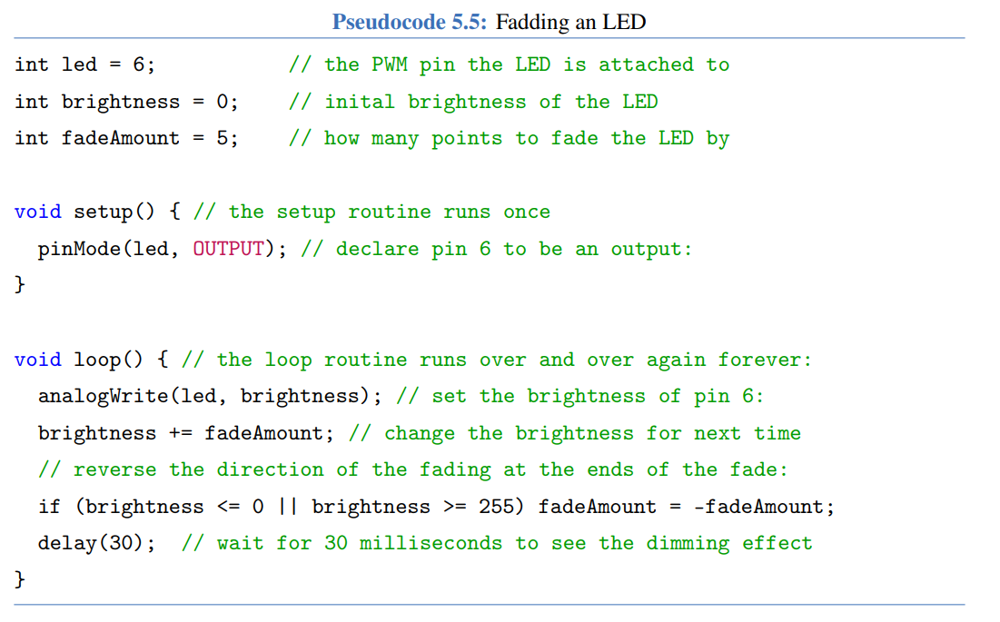 Pseudocode 5.5: Fadding an LED
int led = 6;           // the PWM pin the LED is attached to
int brightness = 0;    // inital brightness of the LED
int fadeAmount = 5;    // how many points to fade the LED by
void setup() { // the setup routine runs once
  pinMode(led, OUTPUT); // declare pin 6 to be an output:
}
void loop() { // the loop routine runs over and over again forever:
  analogWrite(led, brightness); // set the brightness of pin 6:
  brightness += fadeAmount; // change the brightness for next time
  // reverse the direction of the fading at the ends of the fade:
  if (brightness <= 0 || brightness >= 255) fadeAmount = -fadeAmount;
  delay(30);  // wait for 30 milliseconds to see the dimming effect
}